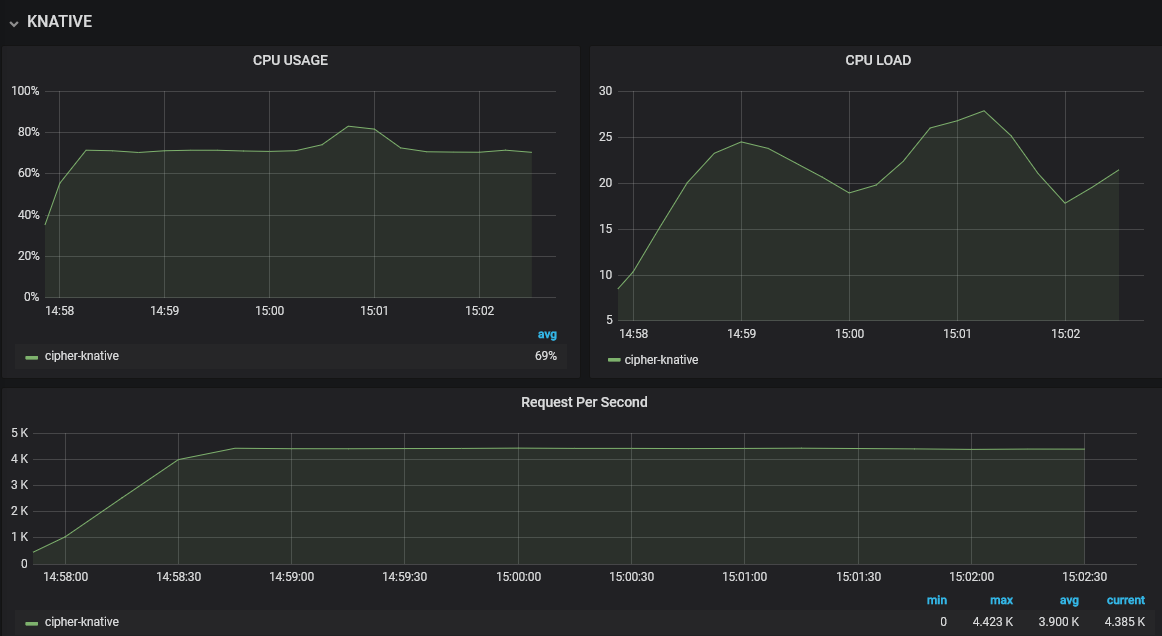 KNATIVE
CPU USAGE
100%
80%
60%
40%
20%
0%
14:58 14:59 15:00 15:01 15:02
avg
cipher-knative 69%
CPU LOAD
30
25
20
15
10
5
14:58 14:59 15:00 15:01 15:02
cipher-knative
Request Per Second
5 K
4 K
3 K
2 K
1 K
0
14:58:00 14:58:30 14:59:00 14:59:30 15:00:00 15:00:30 15:01:00 15:01:30 15:02:00 15:02:30
min max avg current
cipher-knative 0 4.423 K 3.900 K 4.385 K